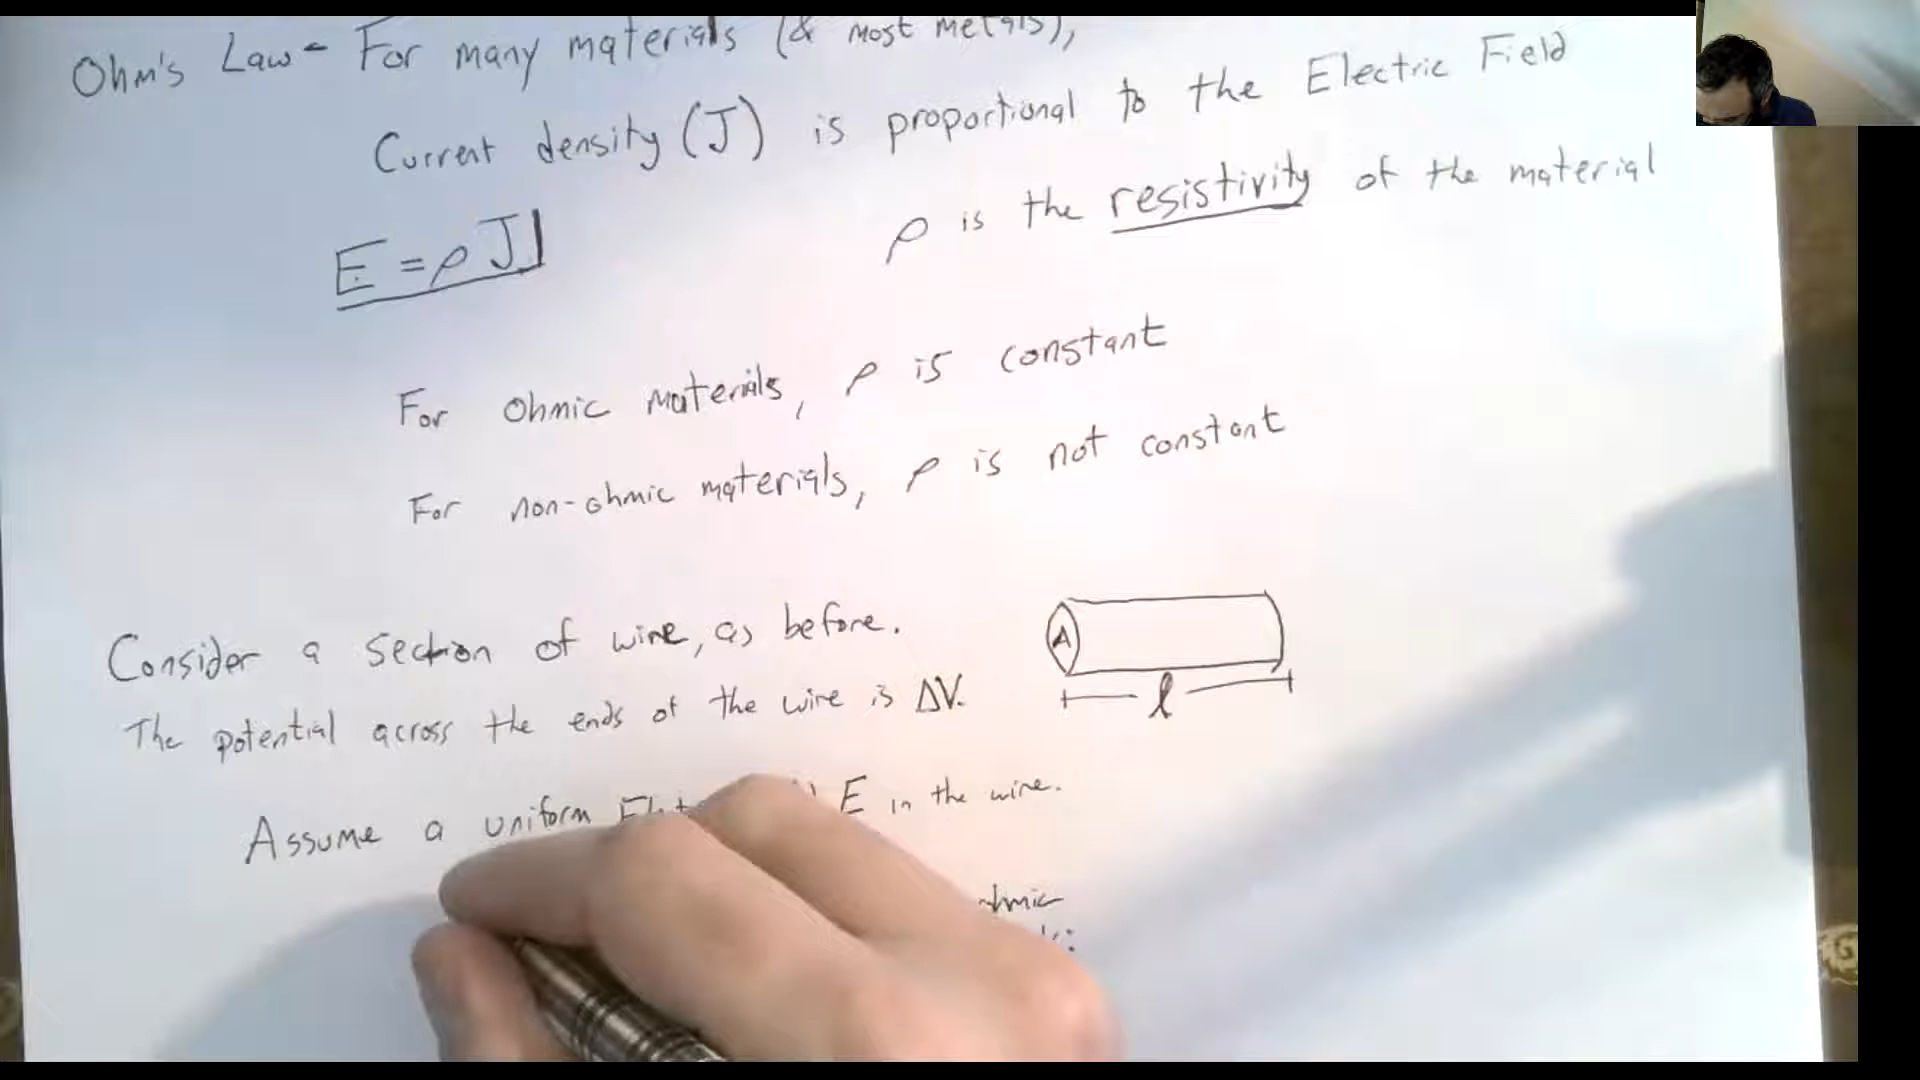 Ohm's Law - For many materials (& most metals),
Current density (J) is proportional to the Electric Field
E = ρJ
ρ is the resistivity of the material
For Ohmic materials, ρ is constant
For non-ohmic materials, ρ is not constant
Consider a section of wire, as before.
A
The potential across the ends of the wire is ΔV.
l
Assume a uniform E in the wire.